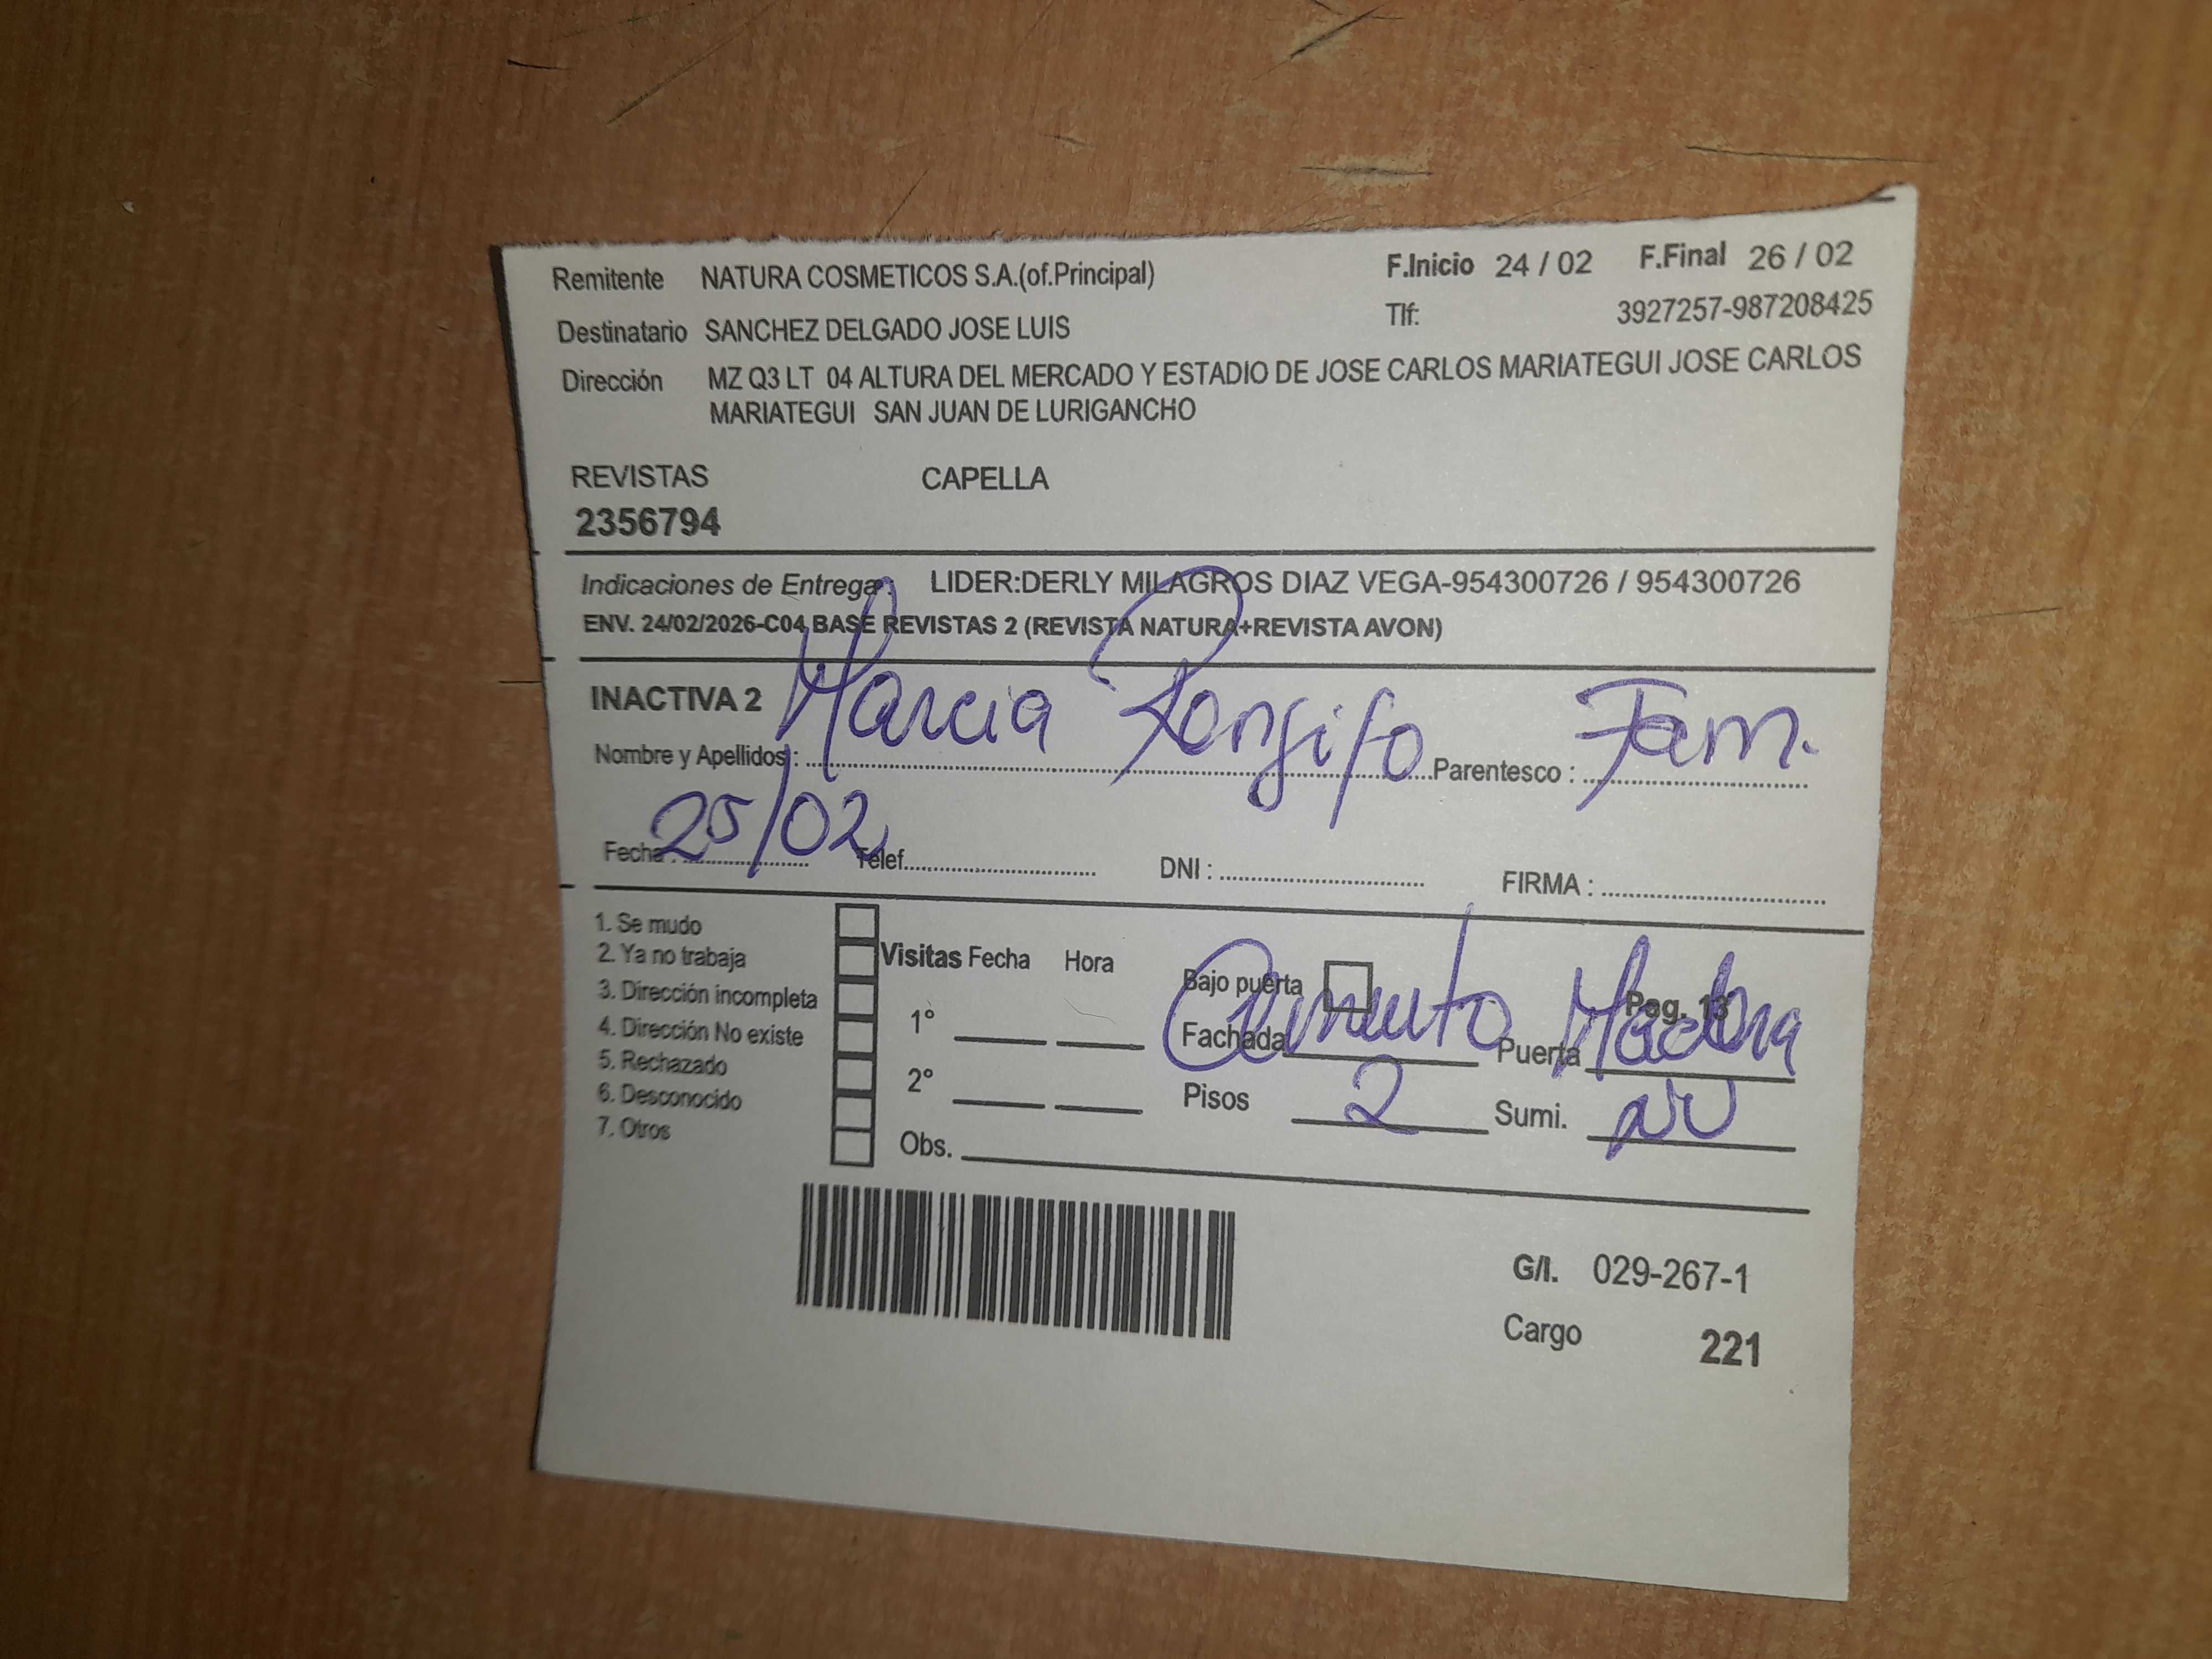 Remitente NATURA COSMETICOS S.A.(of.Principal) F.Inicio 24 / 02 F.Final 26 / 02
Destinatario SANCHEZ DELGADO JOSE LUIS Tlf: 3927257-987208425
Dirección MZ Q3 LT 04 ALTURA DEL MERCADO Y ESTADIO DE JOSE CARLOS MARIATEGUI JOSE CARLOS
MARIATEGUI SAN JUAN DE LURIGANCHO
REVISTAS CAPELLA
2356794
Indicaciones de Entrega : LIDER:DERLY MILAGROS DIAZ VEGA-954300726 / 954300726
ENV. 24/02/2026-C04 BASE REVISTAS 2 (REVISTA NATURA+REVISTA AVON)
INACTIVA 2
Nombre y Apellidos : Marcia Rengifo Parentesco : Fam.
Fecha : 25/02 Telef. DNI : FIRMA :
1. Se mudo
2. Ya no trabaja Visitas Fecha Hora Bajo puerta
3. Dirección incompleta Pag. 13
4. Dirección No existe 1° Fachada Puerta
5. Rechazado
6. Desconocido 2° Pisos 2 Sumi.
7. Otros Obs.
G/I. 029-267-1
Cargo 221